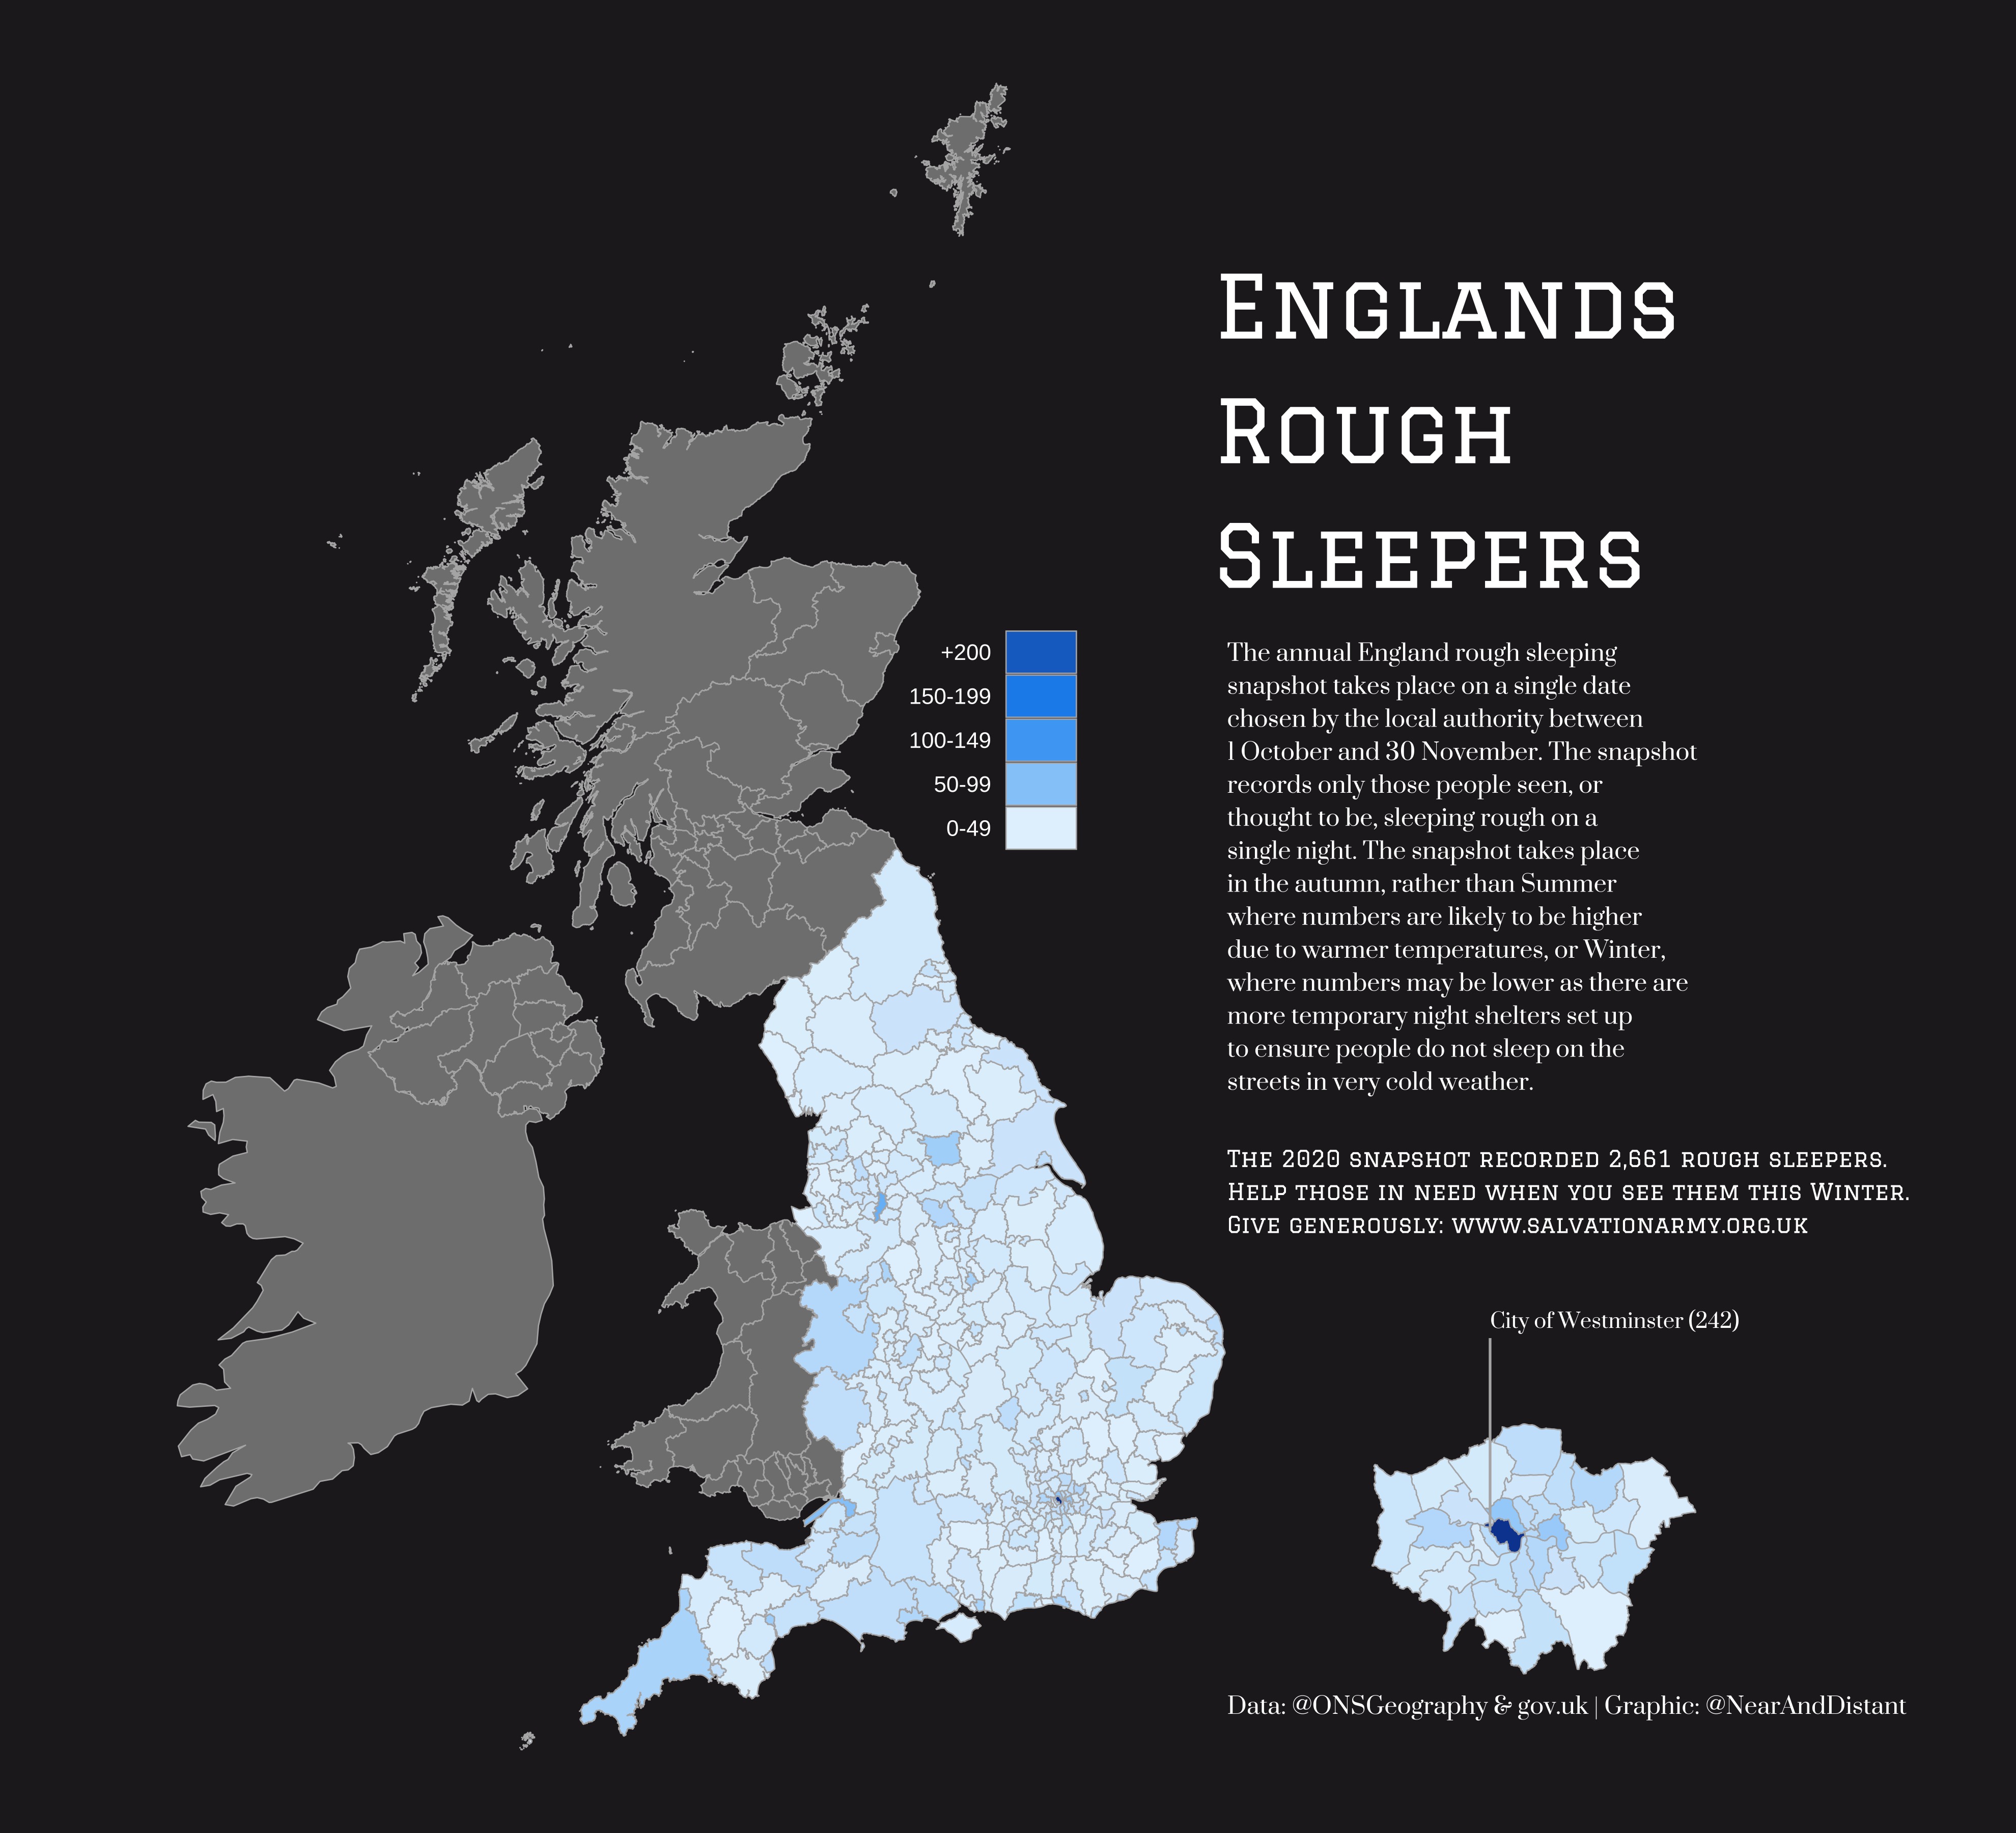 Englands
Rough
Sleepers
+200
150-199
100-149
50-99
0-49
The annual England rough sleeping
snapshot takes place on a single date
chosen by the local authority between
1 October and 30 November. The snapshot
records only those people seen, or
thought to be, sleeping rough on a
single night. The snapshot takes place
in the autumn, rather than Summer
where numbers are likely to be higher
due to warmer temperatures, or Winter,
where numbers may be lower as there are
more temporary night shelters set up
to ensure people do not sleep on the
streets in very cold weather.
The 2020 snapshot recorded 2,661 rough sleepers.
Help those in need when you see them this Winter.
Give generously: www.salvationarmy.org.uk
City of Westminster (242)
Data: @ONSGeography & gov.uk | Graphic: @NearAndDistant